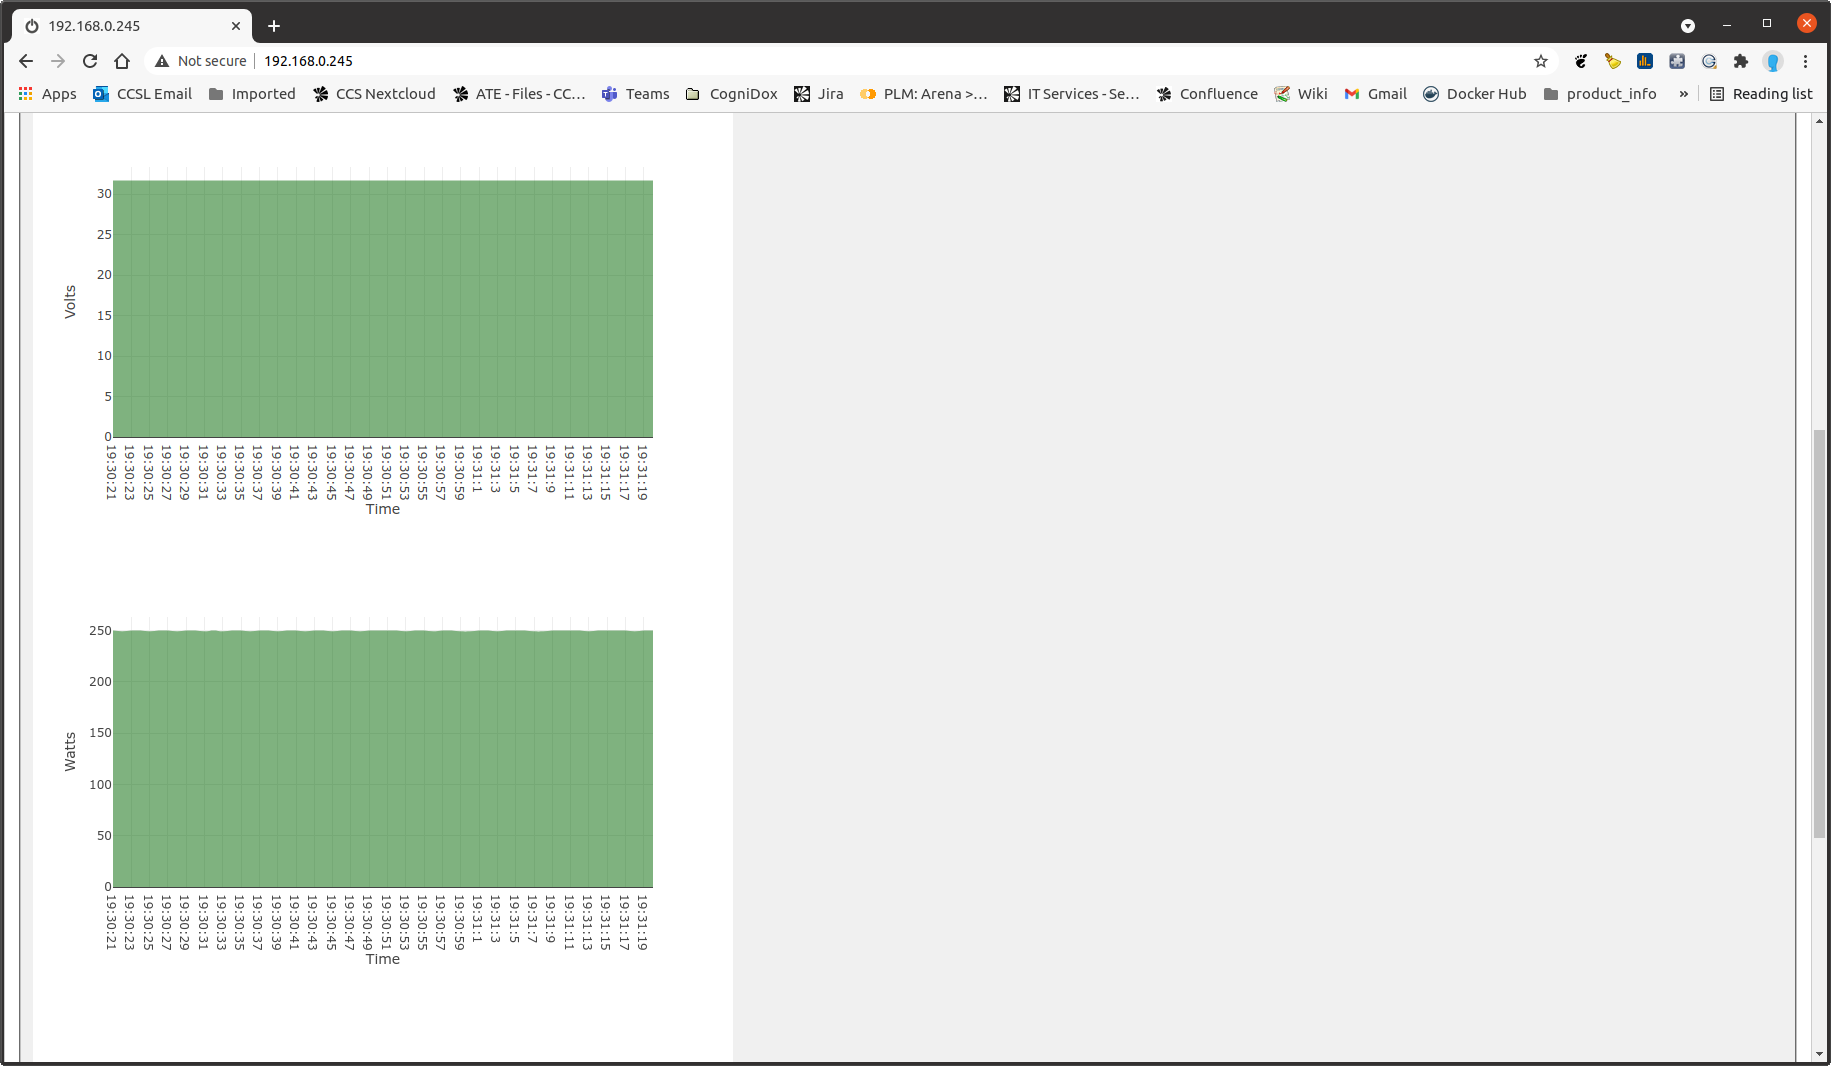 192.168.0.245
Not secure 192.168.0.245
Apps CCSL Email Imported CCS Nextcloud ATE - Files - CC... Teams CogniDox Jira PLM: Arena >... IT Services - Se... Confluence Wiki Gmail Docker Hub product_info » Reading list
30
25
20
15
10
5
0
Volts
19:30:21 19:30:23 19:30:25 19:30:27 19:30:29 19:30:31 19:30:33 19:30:35 19:30:37 19:30:39 19:30:41 19:30:43 19:30:45 19:30:47 19:30:49 19:30:51 19:30:53 19:30:55 19:30:57 19:30:59 19:31:1 19:31:3 19:31:5 19:31:7 19:31:9 19:31:11 19:31:13 19:31:15 19:31:17 19:31:19
Time
250
200
150
100
50
0
Watts
19:30:21 19:30:23 19:30:25 19:30:27 19:30:29 19:30:31 19:30:33 19:30:35 19:30:37 19:30:39 19:30:41 19:30:43 19:30:45 19:30:47 19:30:49 19:30:51 19:30:53 19:30:55 19:30:57 19:30:59 19:31:1 19:31:3 19:31:5 19:31:7 19:31:9 19:31:11 19:31:13 19:31:15 19:31:17 19:31:19
Time